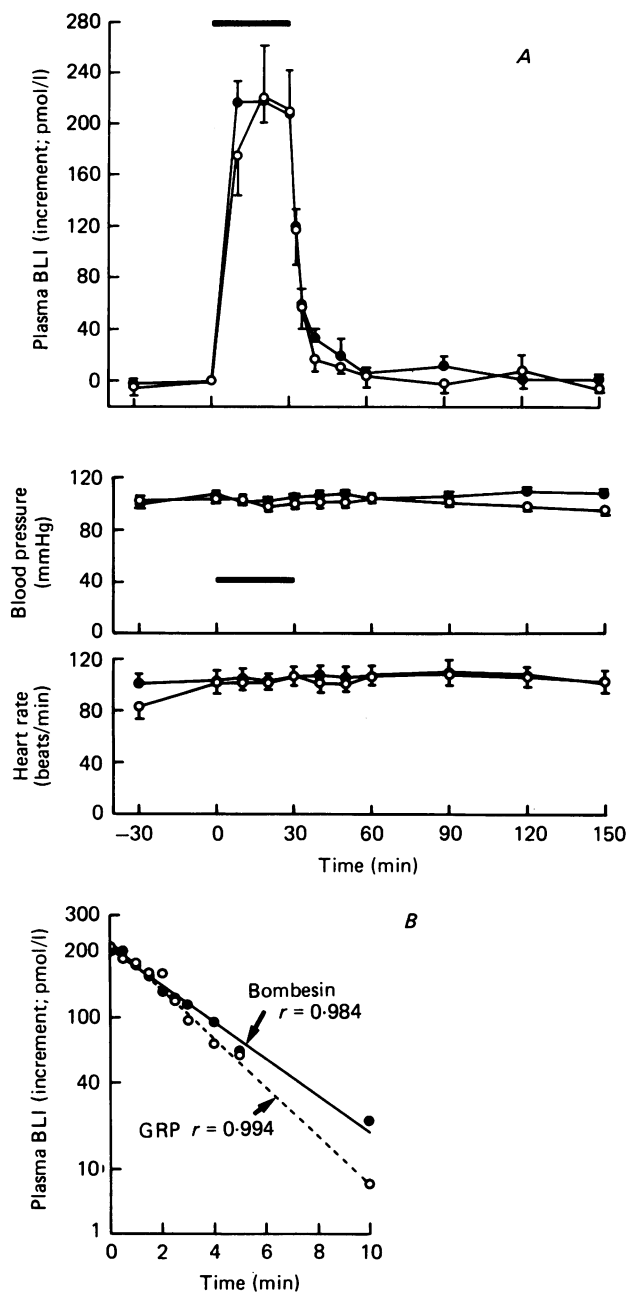 A
280
240
200
160
120
80
40
0
Plasma BLI (increment; pmol/l)
120
80
40
0
Blood pressure
(mmHg)
120
80
40
0
Heart rate
(beats/min)
−30 0 30 60 90 120 150
Time (min)
B
300
200
100
40
10
1
Plasma BLI (increment; pmol/l)
Bombesin
r = 0·984
GRP r = 0·994
0 2 4 6 8 10
Time (min)